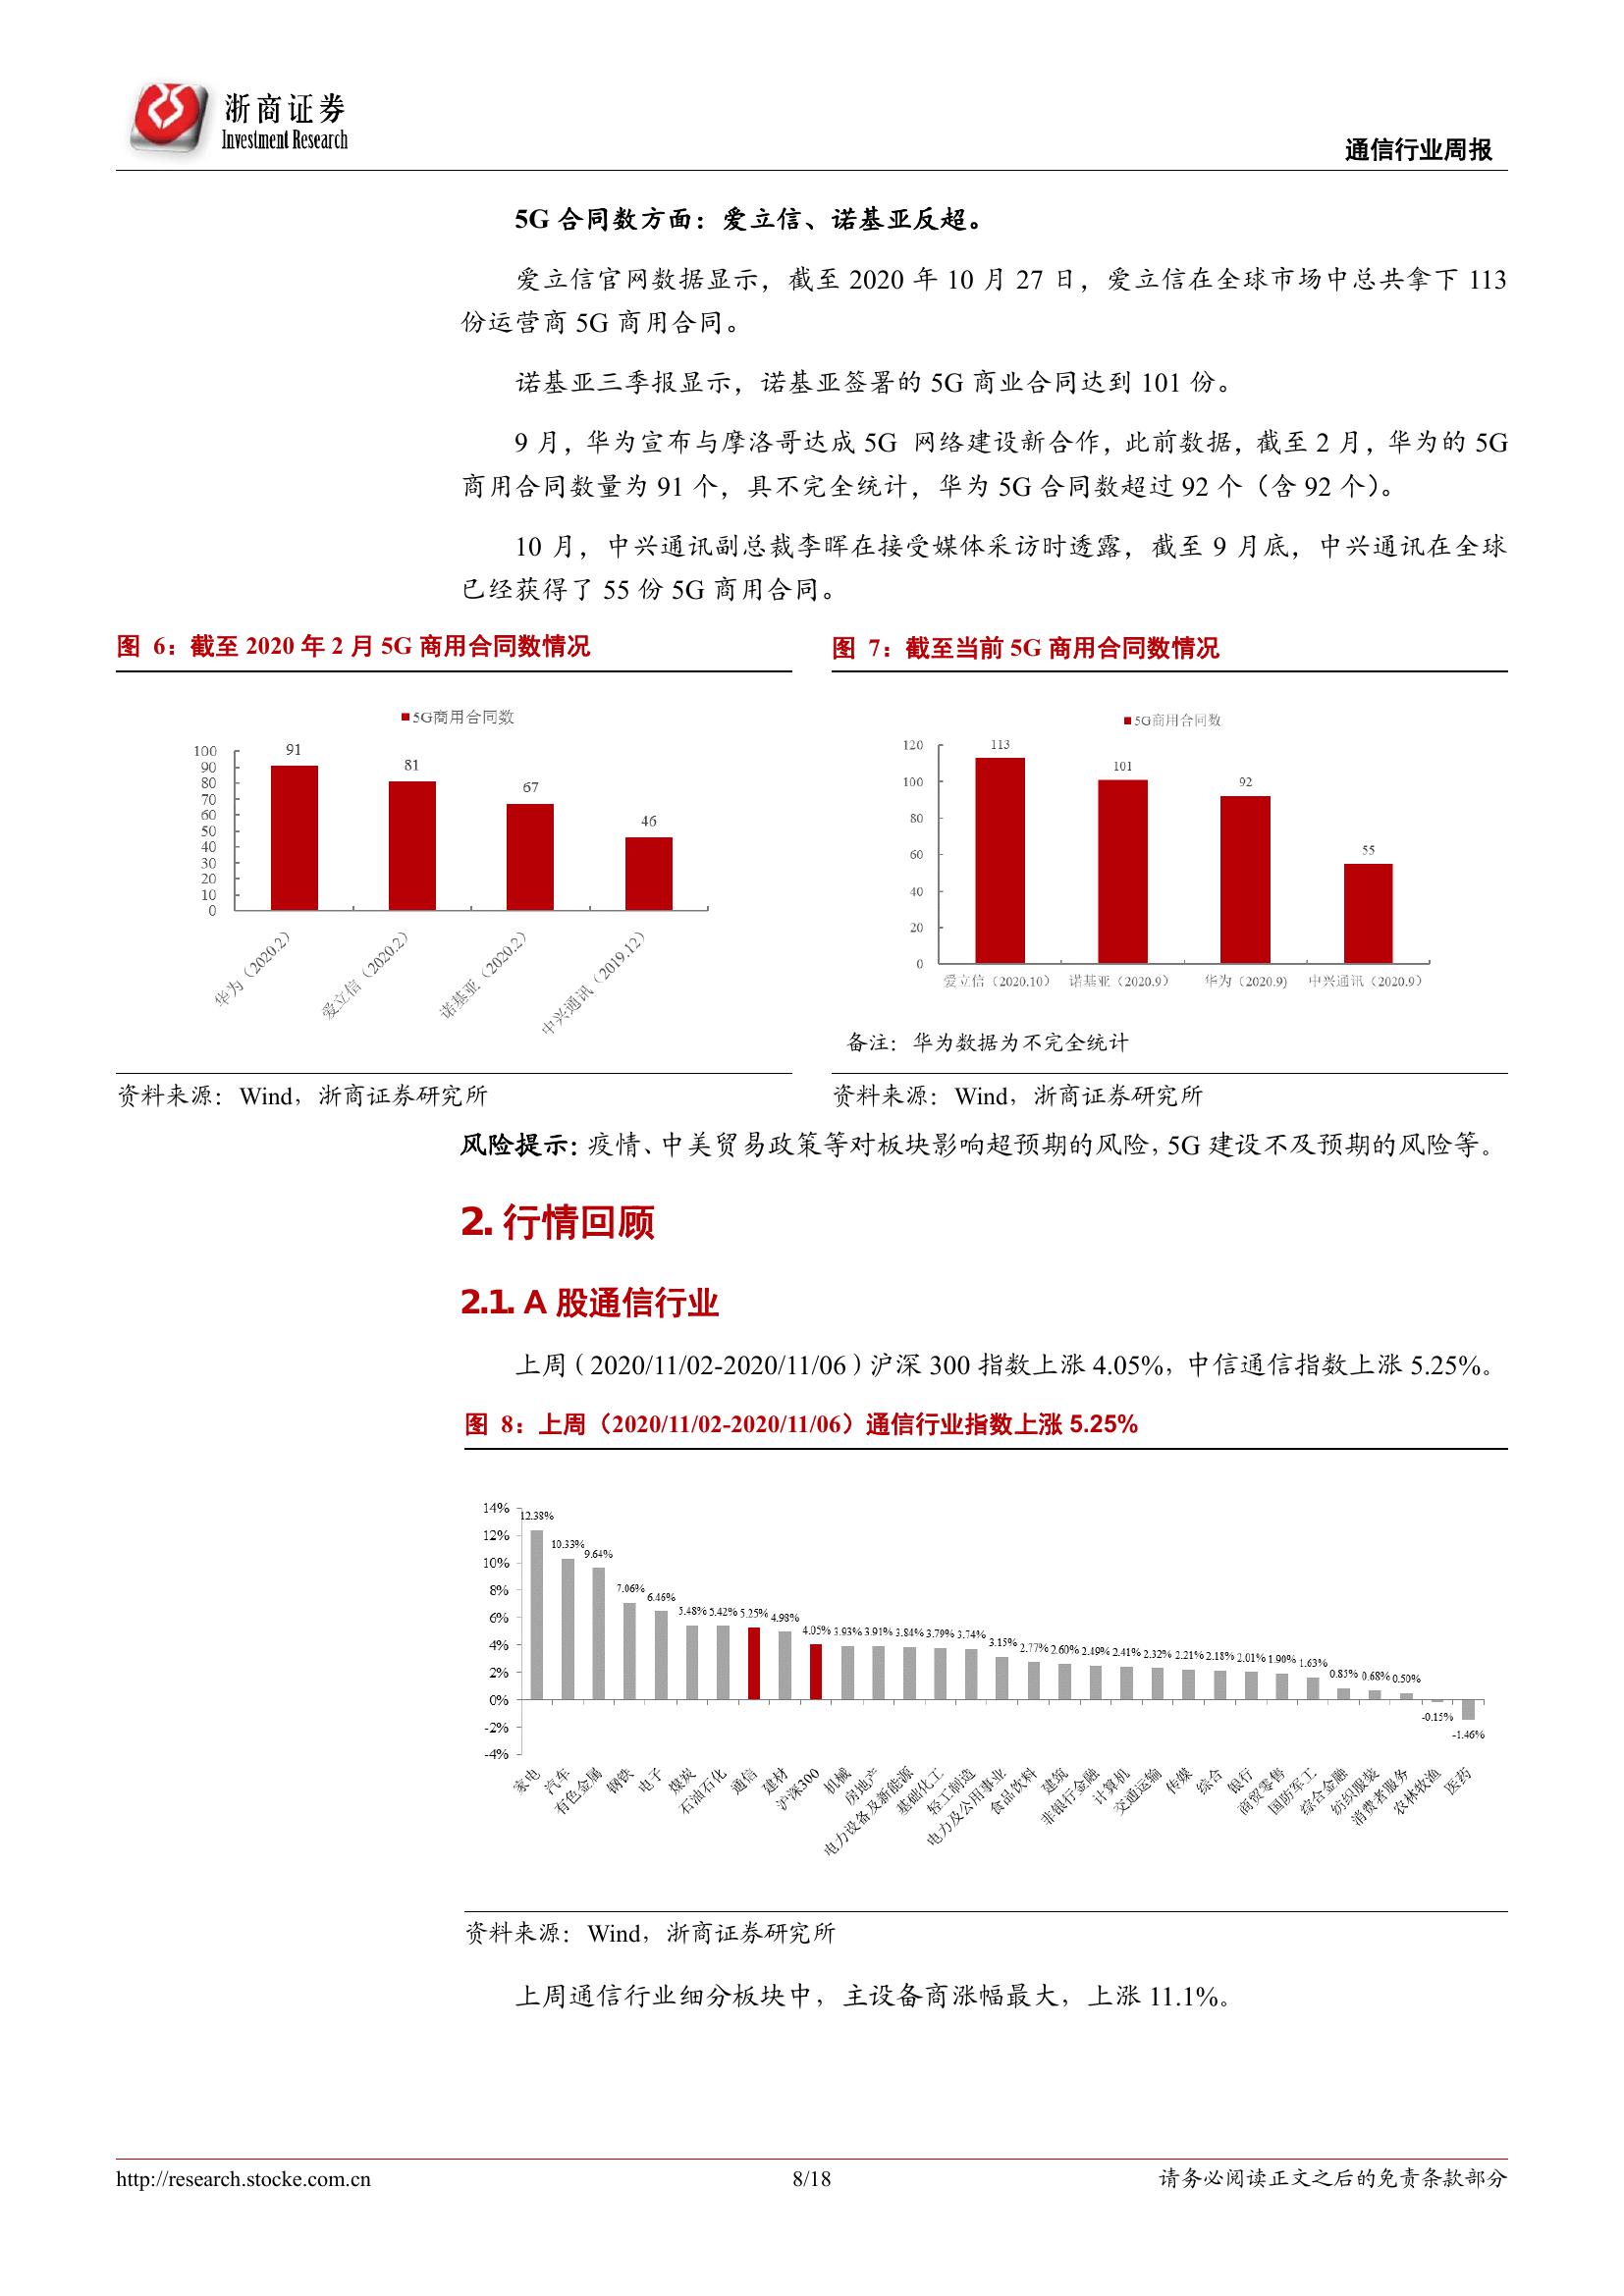 浙商证券
Investment Research
通信行业周报
5G 合同数方面：爱立信、诺基亚反超。
爱立信官网数据显示，截至 2020 年 10 月 27 日，爱立信在全球市场中总共拿下 113
份运营商 5G 商用合同。
诺基亚三季报显示，诺基亚签署的 5G 商业合同达到 101 份。
9 月，华为宣布与摩洛哥达成 5G 网络建设新合作，此前数据，截至 2 月，华为的 5G
商用合同数量为 91 个，具不完全统计，华为 5G 合同数超过 92 个（含 92 个）。
10 月，中兴通讯副总裁李晖在接受媒体采访时透露，截至 9 月底，中兴通讯在全球
已经获得了 55 份 5G 商用合同。
图 6：截至 2020 年 2 月 5G 商用合同数情况
5G商用合同数
100
90
80
70
60
50
40
30
20
10
0
91
81
67
46
华为（2020.2）
爱立信（2020.2）
诺基亚（2020.2）
中兴通讯（2019.12）
资料来源：Wind，浙商证券研究所
图 7：截至当前 5G 商用合同数情况
5G商用合同数
120
100
80
60
40
20
0
113
101
92
55
爱立信（2020.10） 诺基亚（2020.9） 华为（2020.9） 中兴通讯（2020.9）
备注：华为数据为不完全统计
资料来源：Wind，浙商证券研究所
风险提示：疫情、中美贸易政策等对板块影响超预期的风险，5G 建设不及预期的风险等。
2. 行情回顾
2.1. A 股通信行业
上周（2020/11/02-2020/11/06）沪深 300 指数上涨 4.05%，中信通信指数上涨 5.25%。
图 8：上周（2020/11/02-2020/11/06）通信行业指数上涨 5.25%
14%
12%
10%
8%
6%
4%
2%
0%
-2%
-4%
12.38% 10.33% 9.64% 7.06% 6.46% 5.48% 5.42% 5.25% 4.98% 4.05% 3.93% 3.91% 3.84% 3.79% 3.74% 3.15% 2.77% 2.60% 2.49% 2.41% 2.32% 2.21% 2.18% 2.01% 1.90% 1.63% 0.85% 0.68% 0.50% -0.15% -1.46%
家电 汽车 有色金属 钢铁 电子 煤炭 石油石化 通信 建材 沪深300 机械 房地产 电力设备及新能源 基础化工 轻工制造 电力及公用事业 食品饮料 建筑 非银行金融 计算机 交通运输 传媒 综合 银行 商贸零售 国防军工 综合金融 纺织服装 消费者服务 农林牧渔 医药
资料来源：Wind，浙商证券研究所
上周通信行业细分板块中，主设备商涨幅最大，上涨 11.1%。
http://research.stocke.com.cn
8/18
请务必阅读正文之后的免责条款部分